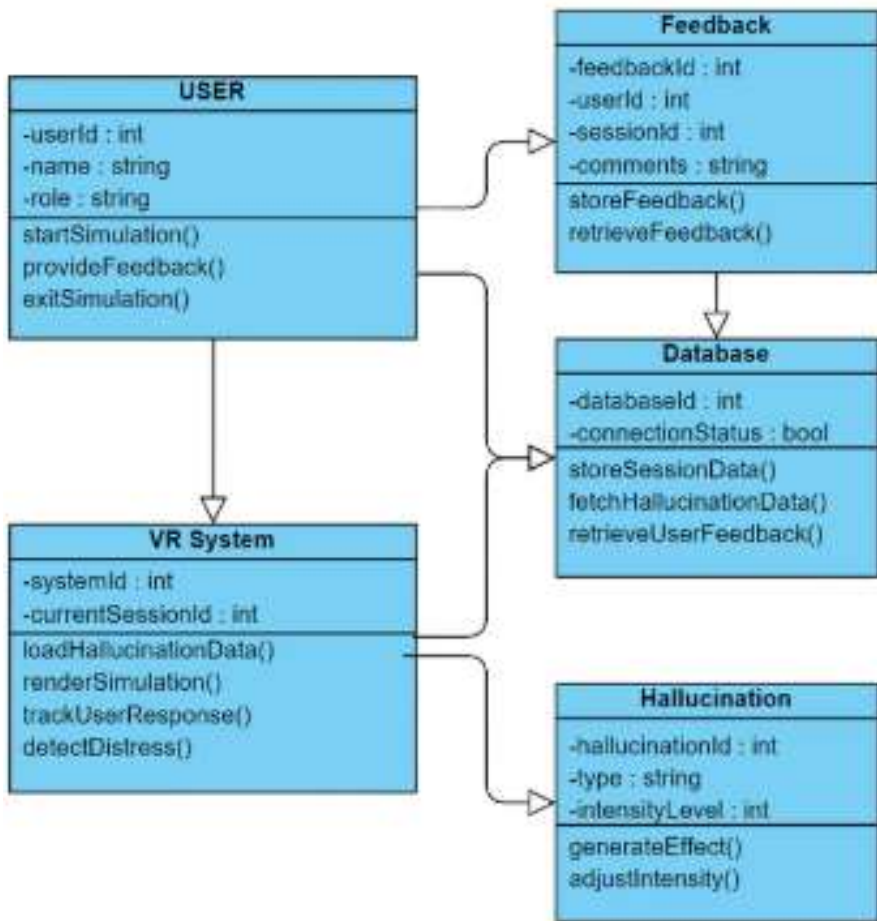 USER
-userId : int
-name : string
-role : string
startSimulation()
provideFeedback()
exitSimulation()
Feedback
-feedbackId : int
-userId : int
-sessionId : int
-comments : string
storeFeedback()
retrieveFeedback()
Database
-databaseId : int
-connectionStatus : bool
storeSessionData()
fetchHallucinationData()
retrieveUserFeedback()
VR System
-systemId : int
-currentSessionId : int
loadHallucinationData()
renderSimulation()
trackUserResponse()
detectDistress()
Hallucination
-hallucinationId : int
-type : string
-intensityLevel : int
generateEffect()
adjustIntensity()